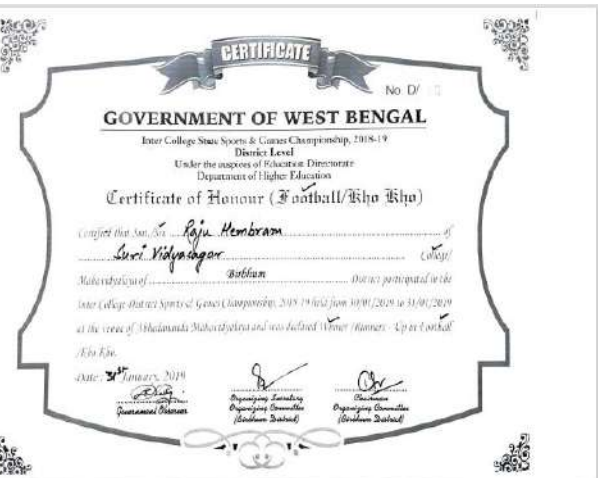 CERTIFICATE
No. D/
GOVERNMENT OF WEST BENGAL
Inter College State Sports & Games Championship, 2018-19
District Level
Under the auspices of Education Directorate
Department of Higher Education
Certificate of Honour (Football/Kho Kho)
Certified that Sm./Sri Raju Hembram of
Suri Vidyasagar College/
Mahavidyalaya of Birbhum District participated in the
Inter College District Sports & Games Championship, 2018-19 held from 30/01/2019 to 31/01/2019
at the venue of Abhedananda Mahavidyalaya and was declared Winner /Runners - Up in Football
/Kho Kho.
Date : 31st January, 2019
Government Observer
Organizing Secretary
Organizing Committee
(Birbhum District)
Chairman
Organizing Committee
(Birbhum District)